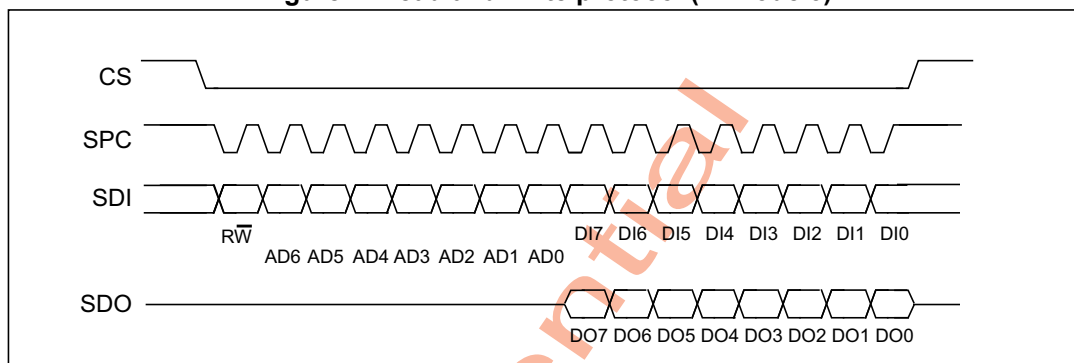 CS
SPC
SDI
RW̅
DI7 DI6 DI5 DI4 DI3 DI2 DI1 DI0
AD6 AD5 AD4 AD3 AD2 AD1 AD0
SDO
DO7 DO6 DO5 DO4 DO3 DO2 DO1 DO0
ential